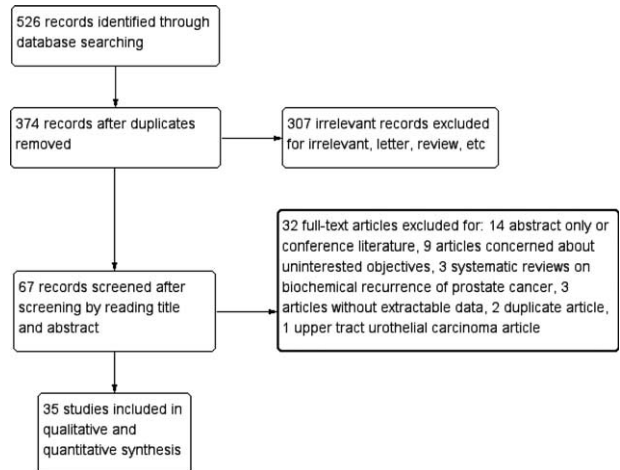 526 records identified through
database searching
374 records after duplicates
removed
307 irrelevant records excluded
for irrelevant, letter, review, etc
32 full-text articles excluded for: 14 abstract only or
conference literature, 9 articles concerned about
uninterested objectives, 3 systematic reviews on
biochemical recurrence of prostate cancer, 3
articles without extractable data, 2 duplicate article,
1 upper tract urothelial carcinoma article
67 records screened after
screening by reading title
and abstract
35 studies included in
qualitative and
quantitative synthesis